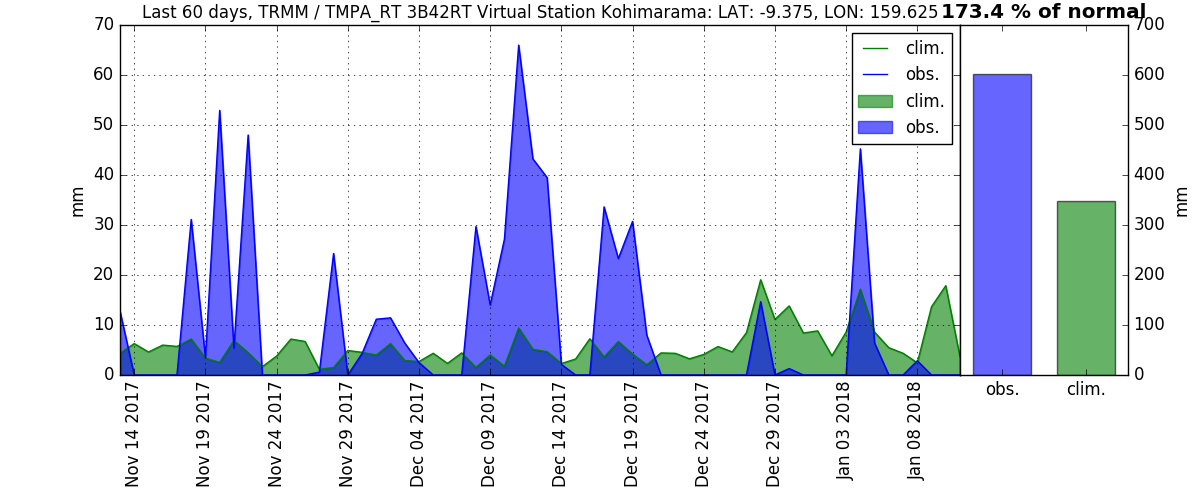 Last 60 days, TRMM / TMPA_RT 3B42RT Virtual Station Kohimarama: LAT: -9.375, LON: 159.625 173.4 % of normal
70
60
50
40
30
20
10
0
mm
clim.
obs.
clim.
obs.
700
600
500
400
300
200
100
0
mm
Nov 14 2017
Nov 19 2017
Nov 24 2017
Nov 29 2017
Dec 04 2017
Dec 09 2017
Dec 14 2017
Dec 19 2017
Dec 24 2017
Dec 29 2017
Jan 03 2018
Jan 08 2018
obs.
clim.